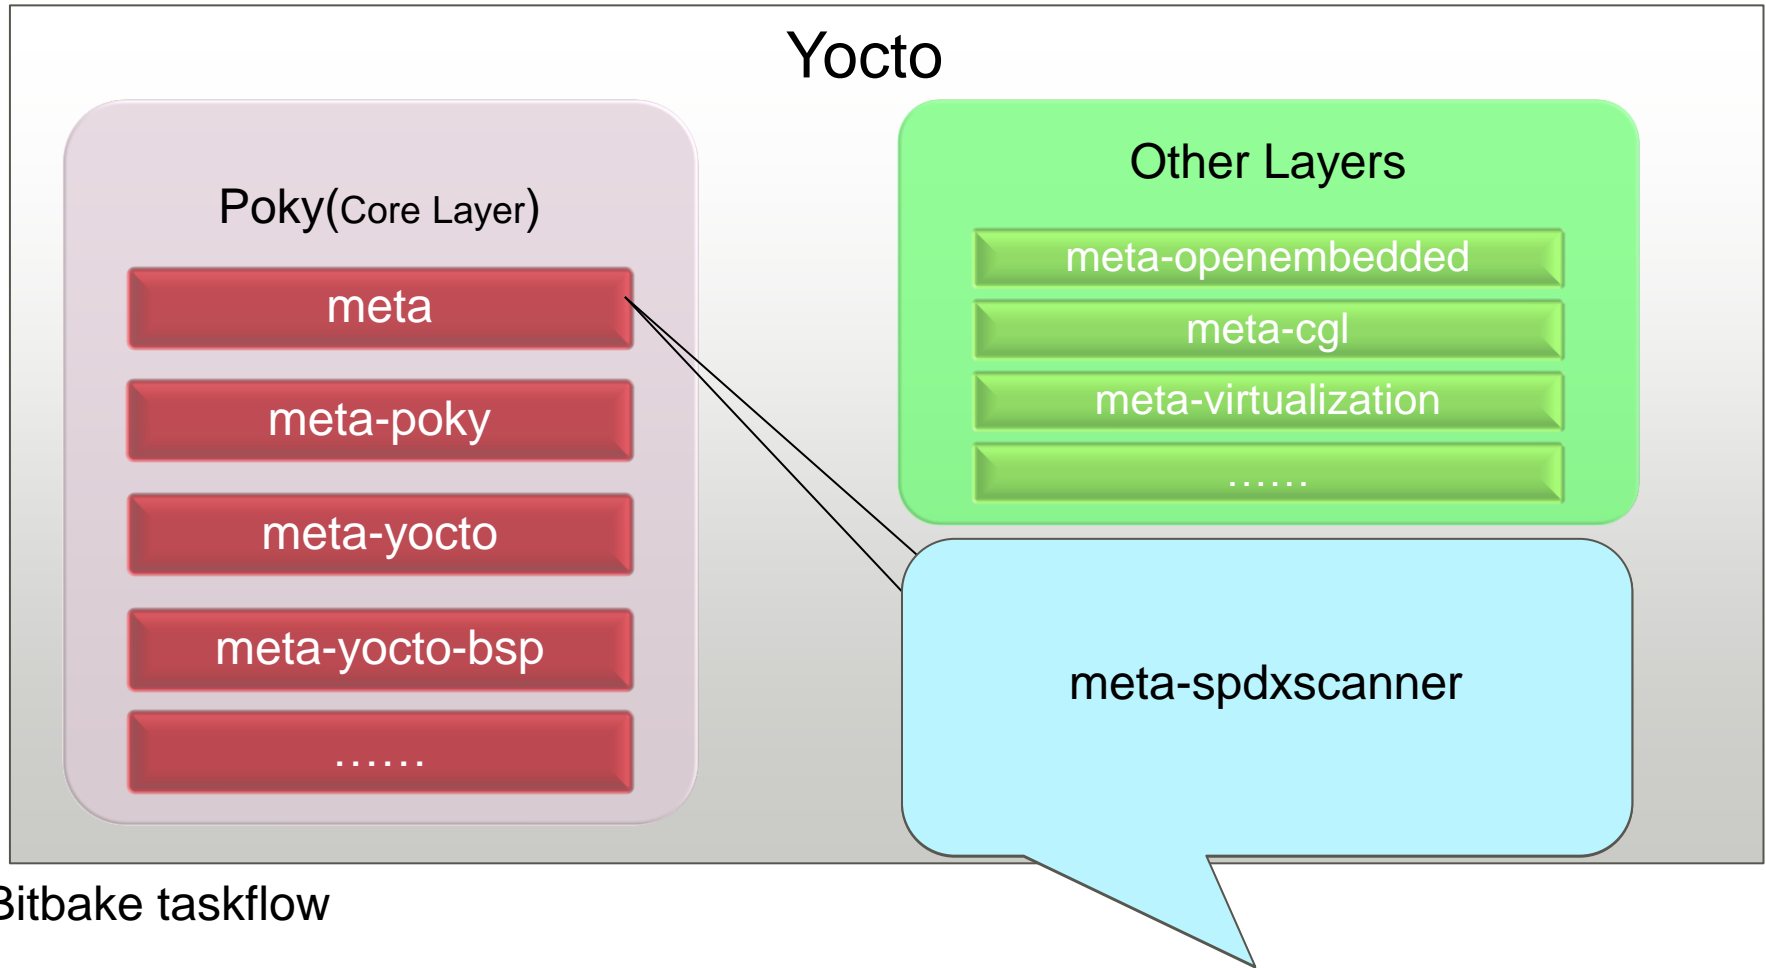 Yocto
Poky(Core Layer)
meta
meta-poky
meta-yocto
meta-yocto-bsp
……
Other Layers
meta-openembedded
meta-cgl
meta-virtualization
……
meta-spdxscanner
Bitbake taskflow